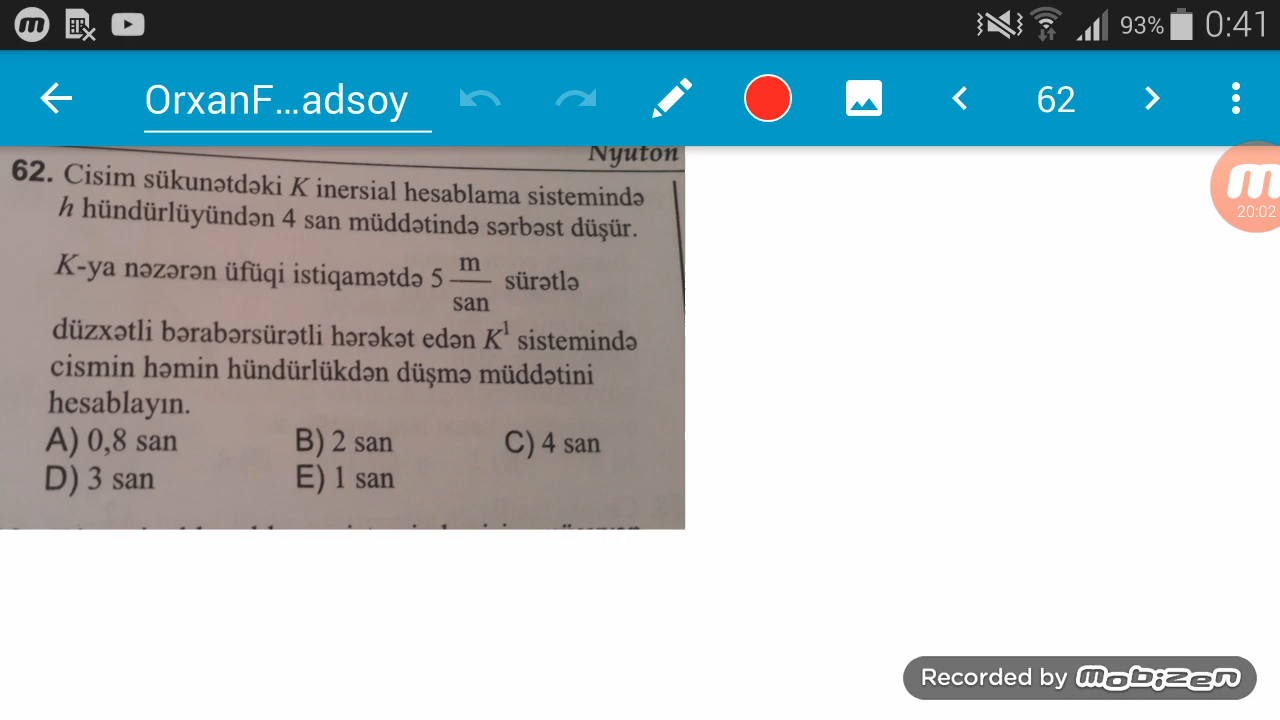 93% 0:41
OrxanF...adsoy 62
Nyuton
20:02
62. Cisim sükunətdəki K inersial hesablama sistemində
h hündürlüyündən 4 san müddətində sərbəst düşür.
K-ya nəzərən üfüqi istiqamətdə 5 m/san sürətlə
düzxətli bərabərsürətli hərəkət edən K¹ sistemində
cismin həmin hündürlükdən düşmə müddətini
hesablayın.
A) 0,8 san B) 2 san C) 4 san
D) 3 san E) 1 san
Recorded by mobizen